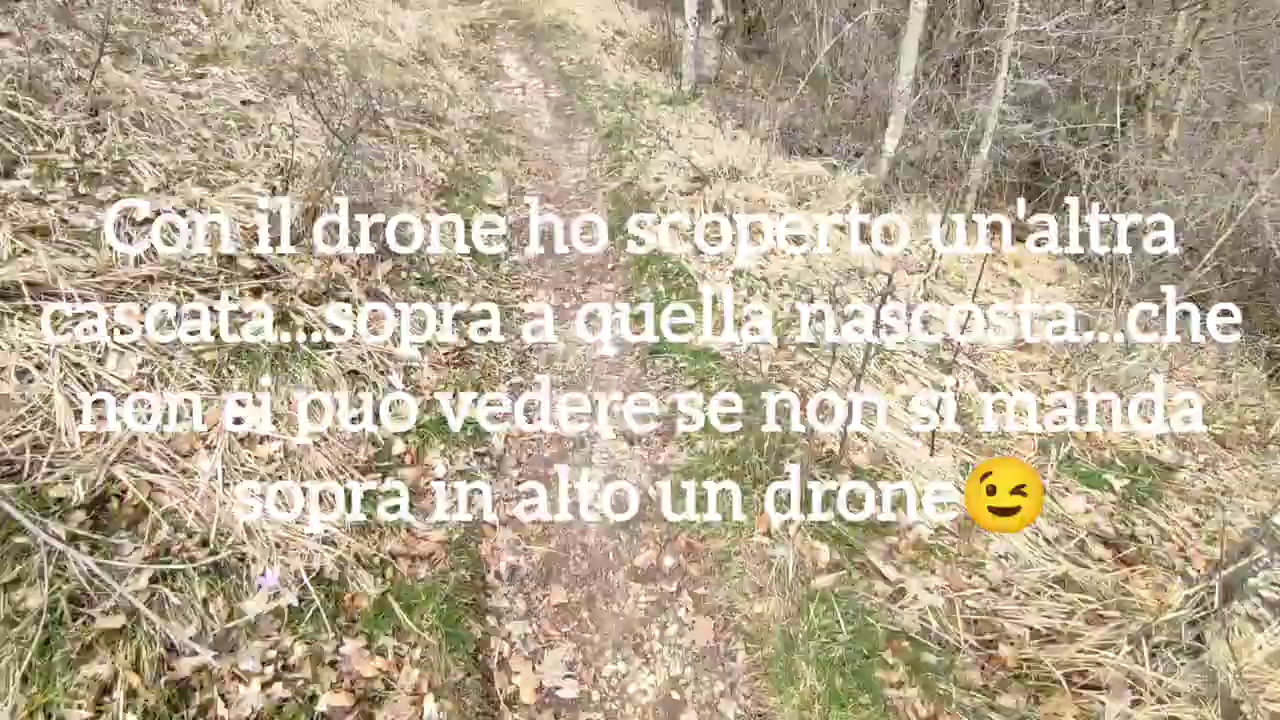 Con il drone ho scoperto un'altra
cascata...sopra a quella nascosta...che
non si può vedere se non si manda
sopra in alto un drone😉